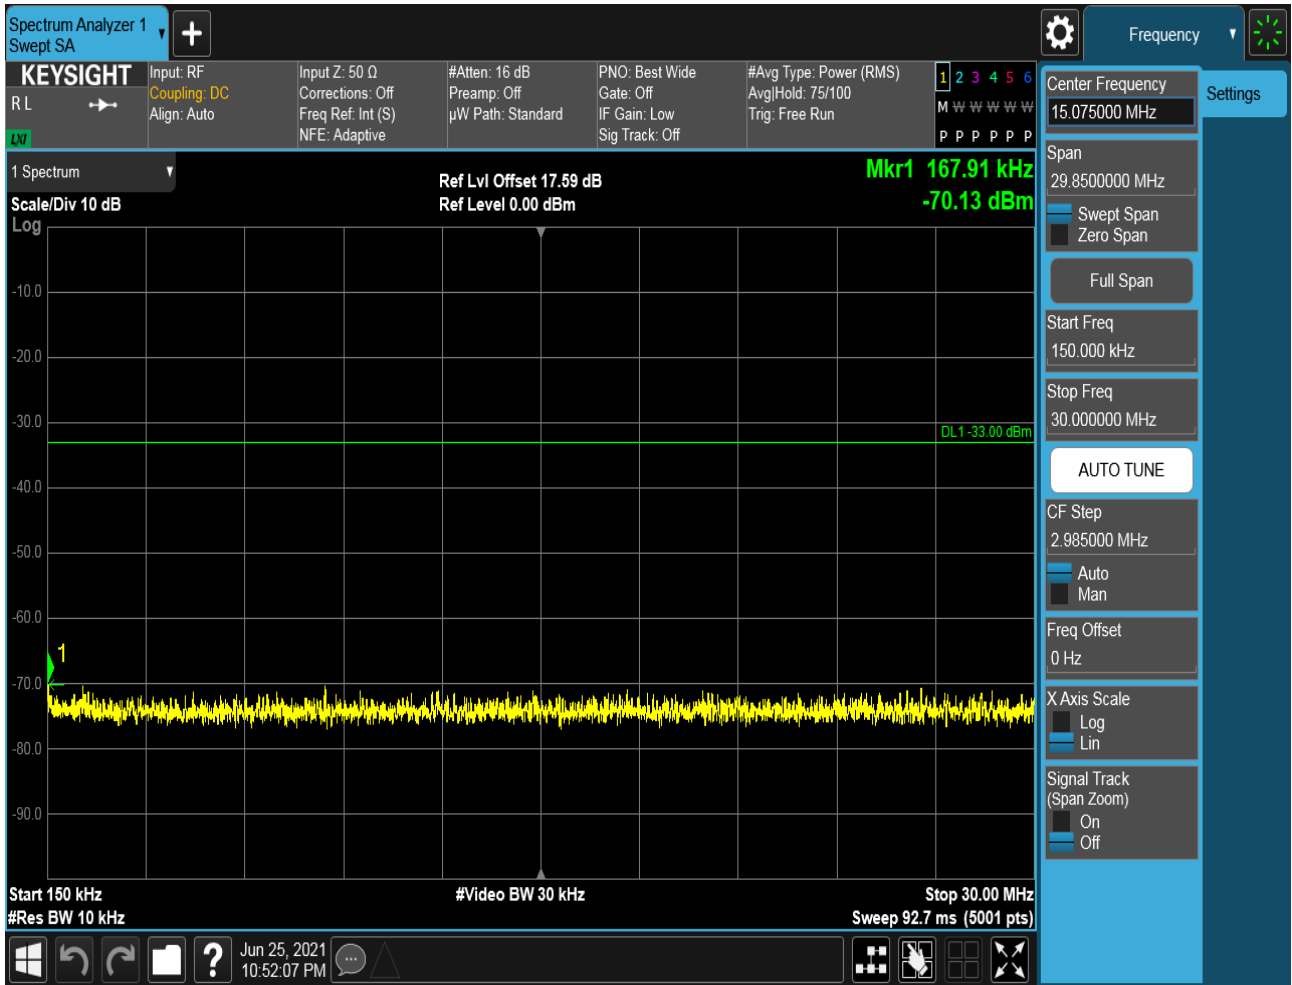 Spectrum Analyzer 1
Swept SA
Frequency
KEYSIGHT
R L
LXI
Input: RF
Coupling: DC
Align: Auto
Input Z: 50 Ω
Corrections: Off
Freq Ref: Int (S)
NFE: Adaptive
#Atten: 16 dB
Preamp: Off
µW Path: Standard
PNO: Best Wide
Gate: Off
IF Gain: Low
Sig Track: Off
#Avg Type: Power (RMS)
Avg|Hold: 75/100
Trig: Free Run
1 2 3 4 5 6
M W W W W W
P P P P P P
1 Spectrum
Scale/Div 10 dB
Log
Ref Lvl Offset 17.59 dB
Ref Level 0.00 dBm
Mkr1 167.91 kHz
-70.13 dBm
-10.0
-20.0
-30.0
DL1 -33.00 dBm
-40.0
-50.0
-60.0
1
-70.0
-80.0
-90.0
Start 150 kHz
#Video BW 30 kHz
Stop 30.00 MHz
#Res BW 10 kHz
Sweep 92.7 ms (5001 pts)
?
Jun 25, 2021
10:52:07 PM
Center Frequency
15.075000 MHz
Settings
Span
29.8500000 MHz
Swept Span
Zero Span
Full Span
Start Freq
150.000 kHz
Stop Freq
30.000000 MHz
AUTO TUNE
CF Step
2.985000 MHz
Auto
Man
Freq Offset
0 Hz
X Axis Scale
Log
Lin
Signal Track
(Span Zoom)
On
Off